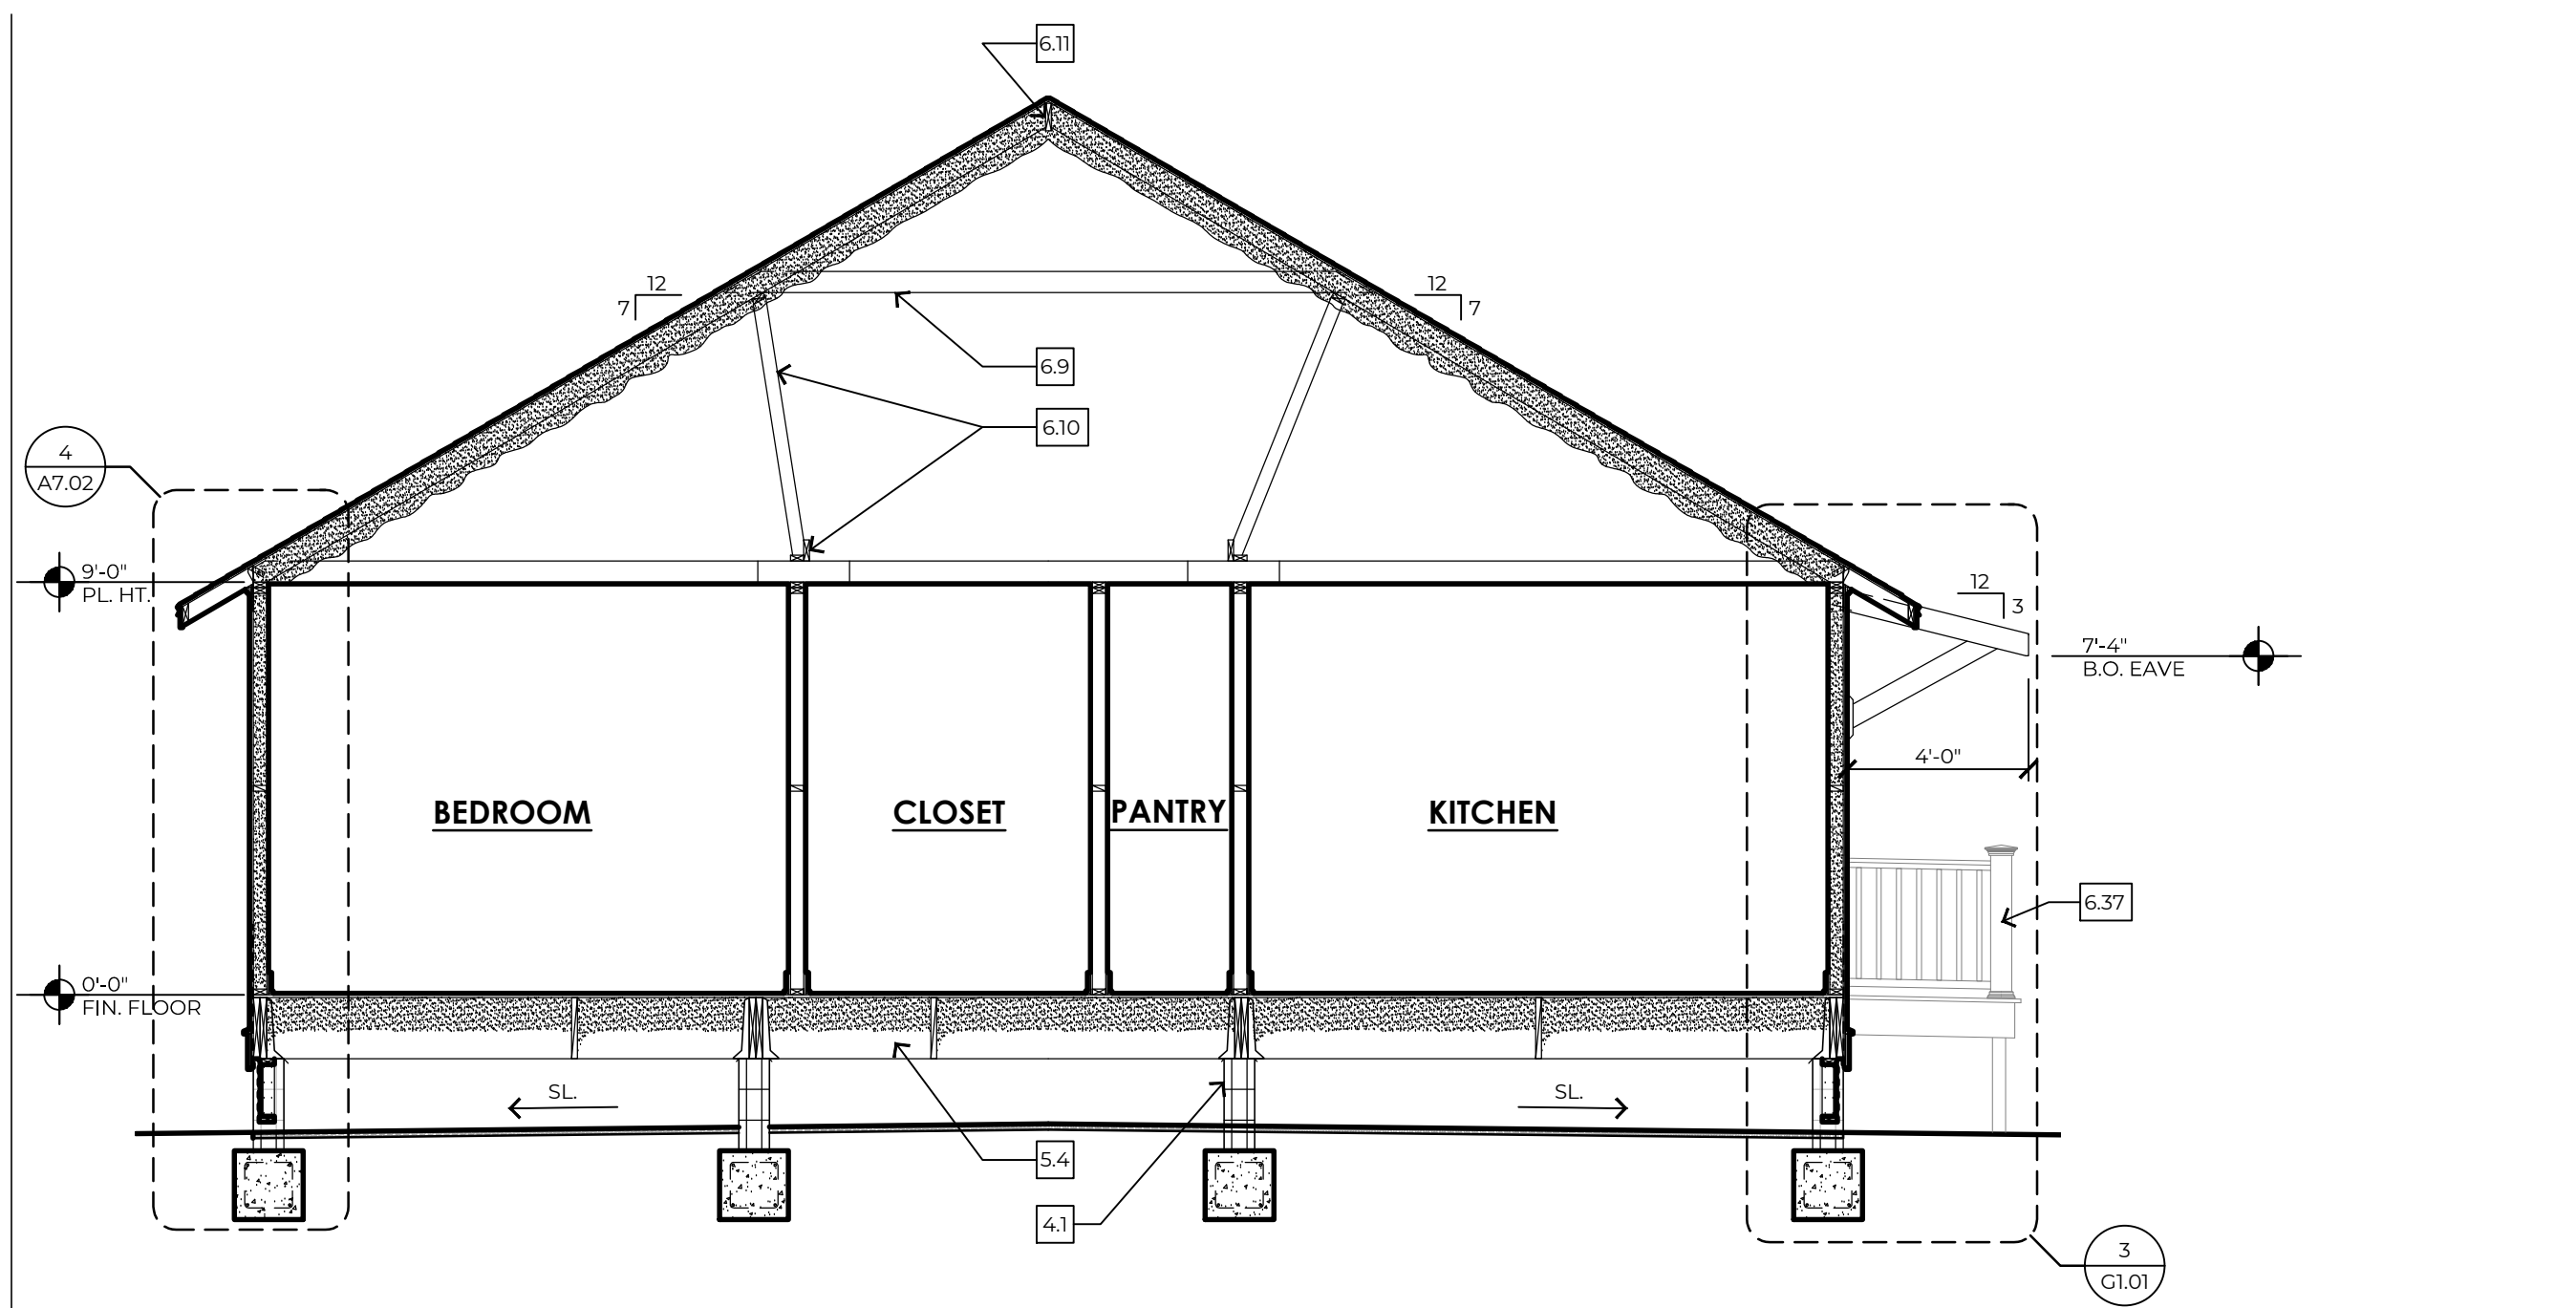 6.11
12
7
12
7
6.9
6.10
4
A7.02
9'-0"
PL. HT.
12
3
7'-4"
B.O. EAVE
4'-0"
BEDROOM
CLOSET
PANTRY
KITCHEN
6.37
0'-0"
FIN. FLOOR
SL.
SL.
5.4
4.1
3
G1.01